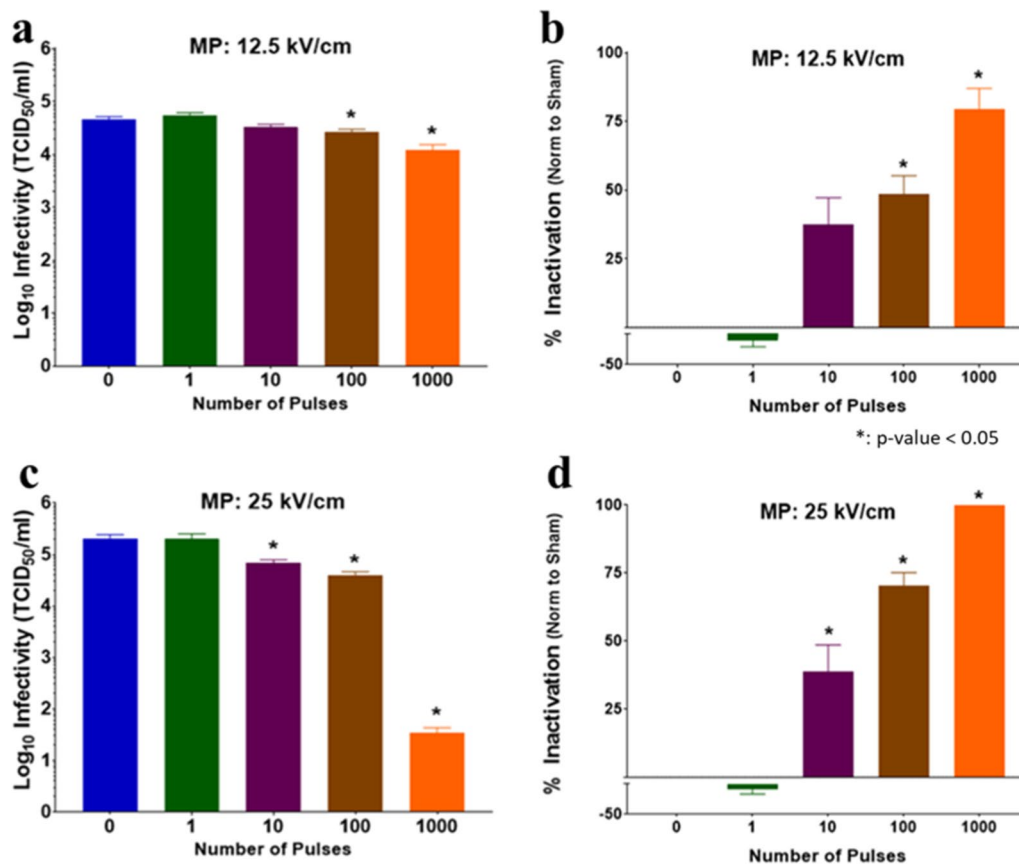 a
MP: 12.5 kV/cm
Log₁₀ Infectivity (TCID₅₀/ml)
6
5
4
3
2
1
0
* *
0 1 10 100 1000
Number of Pulses
b
MP: 12.5 kV/cm
% Inactivation (Norm to Sham)
100
75
50
25
-50
* *
0 1 10 100 1000
Number of Pulses
*: p-value < 0.05
c
MP: 25 kV/cm
Log₁₀ Infectivity (TCID₅₀/ml)
6
5
4
3
2
1
0
* * *
0 1 10 100 1000
Number of Pulses
d
MP: 25 kV/cm
% Inactivation (Norm to Sham)
100
75
50
25
-50
* * *
0 1 10 100 1000
Number of Pulses